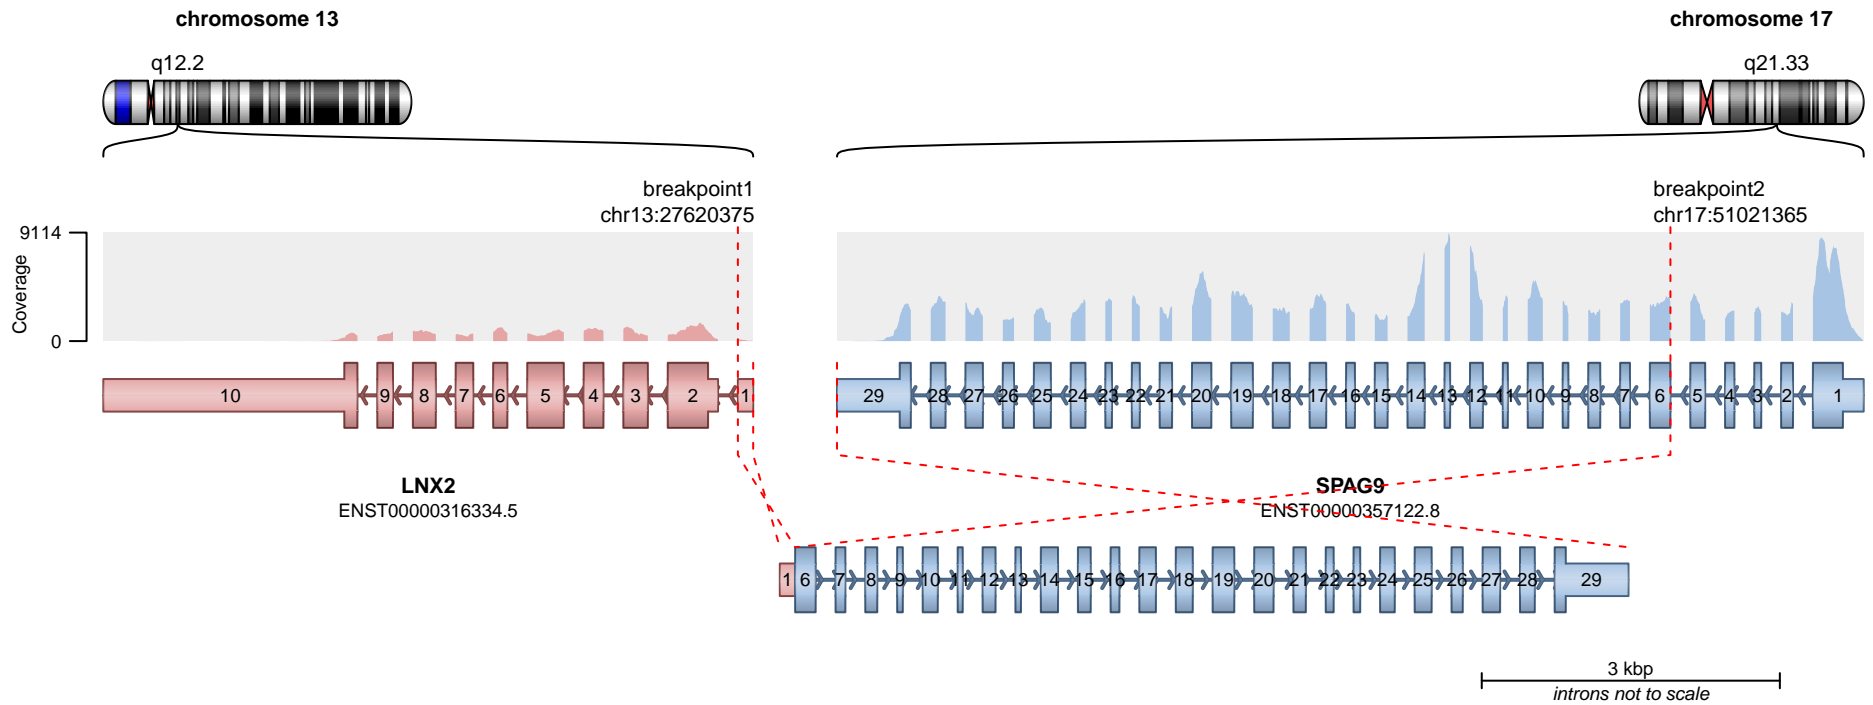 chromosome 13
chromosome 17
q12.2
q21.33
breakpoint1
chr13:27620375
breakpoint2
chr17:51021365
9114
Coverage
0
10 9 8 7 6 5 4 3 2 1
29 28 27 26 25 24 23 22 21 20 19 18 17 16 15 14 13 12 11 10 9 8 7 6 5 4 3 2 1
LNX2
ENST00000316334.5
SPAG9
ENST00000357122.8
1 6 7 8 9 10 11 12 13 14 15 16 17 18 19 20 21 22 23 24 25 26 27 28 29
3 kbp
introns not to scale